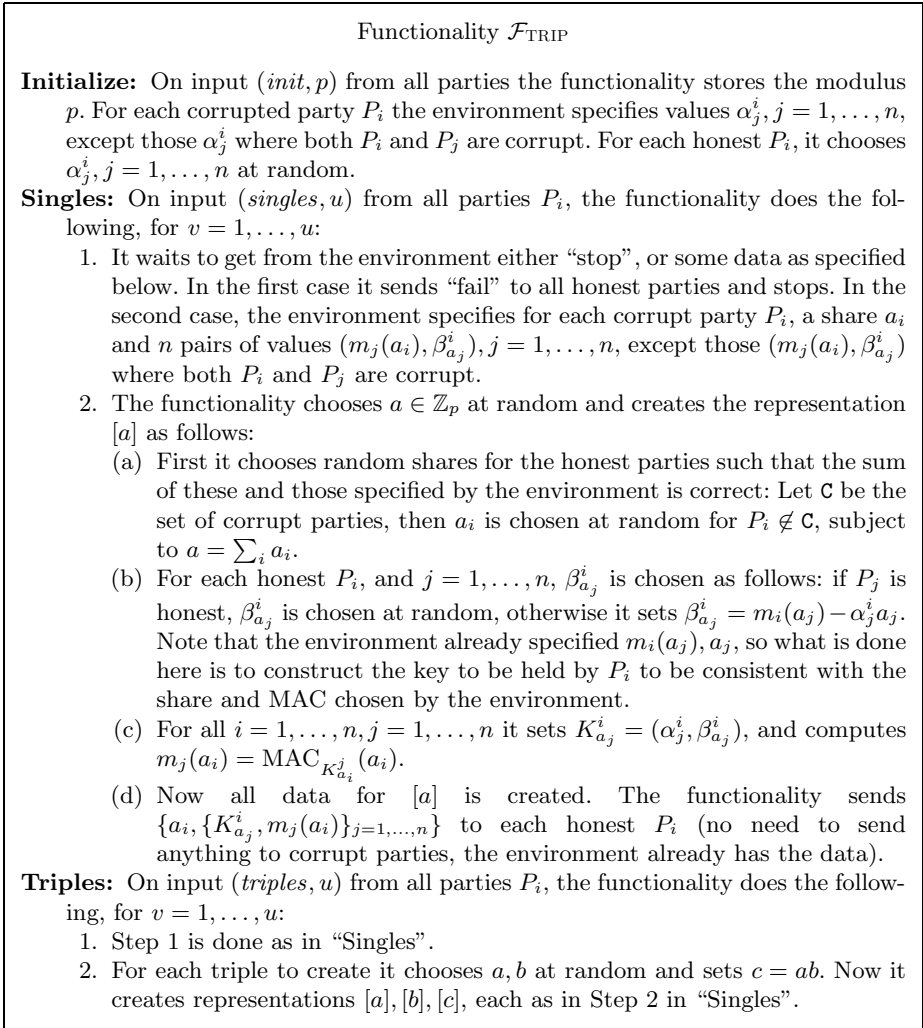 Functionality F_TRIP
Initialize: On input (init, p) from all parties the functionality stores the modulus
p. For each corrupted party P_i the environment specifies values α^i_j, j = 1, . . . , n,
except those α^i_j where both P_i and P_j are corrupt. For each honest P_i, it chooses
α^i_j, j = 1, . . . , n at random.
Singles: On input (singles, u) from all parties P_i, the functionality does the fol-
lowing, for v = 1, . . . , u:
1. It waits to get from the environment either “stop”, or some data as specified
below. In the first case it sends “fail” to all honest parties and stops. In the
second case, the environment specifies for each corrupt party P_i, a share a_i
and n pairs of values (m_j(a_i), β^i_{a_j}), j = 1, . . . , n, except those (m_j(a_i), β^i_{a_j})
where both P_i and P_j are corrupt.
2. The functionality chooses a ∈ ℤ_p at random and creates the representation
[a] as follows:
(a) First it chooses random shares for the honest parties such that the sum
of these and those specified by the environment is correct: Let C be the
set of corrupt parties, then a_i is chosen at random for P_i ∉ C, subject
to a = ∑_i a_i.
(b) For each honest P_i, and j = 1, . . . , n, β^i_{a_j} is chosen as follows: if P_j is
honest, β^i_{a_j} is chosen at random, otherwise it sets β^i_{a_j} = m_i(a_j) − α^i_j a_j.
Note that the environment already specified m_i(a_j), a_j, so what is done
here is to construct the key to be held by P_i to be consistent with the
share and MAC chosen by the environment.
(c) For all i = 1, . . . , n, j = 1, . . . , n it sets K^i_{a_j} = (α^i_j, β^i_{a_j}), and computes
m_j(a_i) = MAC_{K^j_{a_i}}(a_i).
(d) Now all data for [a] is created. The functionality sends
{a_i, {K^i_{a_j}, m_j(a_i)}_{j=1,...,n}} to each honest P_i (no need to send
anything to corrupt parties, the environment already has the data).
Triples: On input (triples, u) from all parties P_i, the functionality does the follow-
ing, for v = 1, . . . , u:
1. Step 1 is done as in “Singles”.
2. For each triple to create it chooses a, b at random and sets c = ab. Now it
creates representations [a], [b], [c], each as in Step 2 in “Singles”.